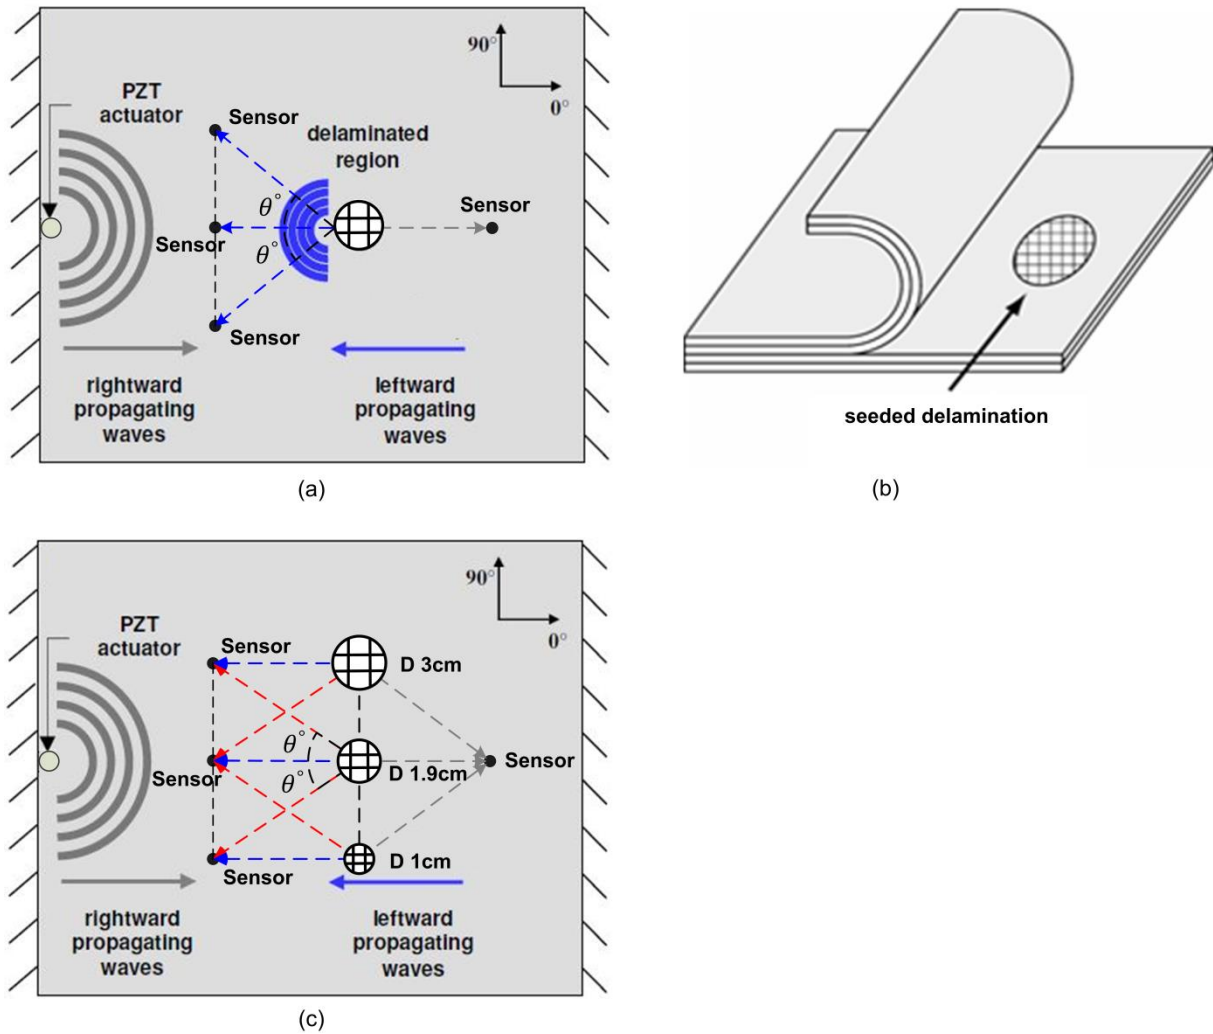 90°
0°
PZT
actuator
Sensor
delaminated
region
θ°
Sensor
Sensor
θ°
Sensor
rightward
propagating
waves
leftward
propagating
waves
(a)
seeded delamination
(b)
90°
0°
PZT
actuator
Sensor
D 3cm
θ°
Sensor
Sensor
D 1.9cm
θ°
Sensor
D 1cm
rightward
propagating
waves
leftward
propagating
waves
(c)